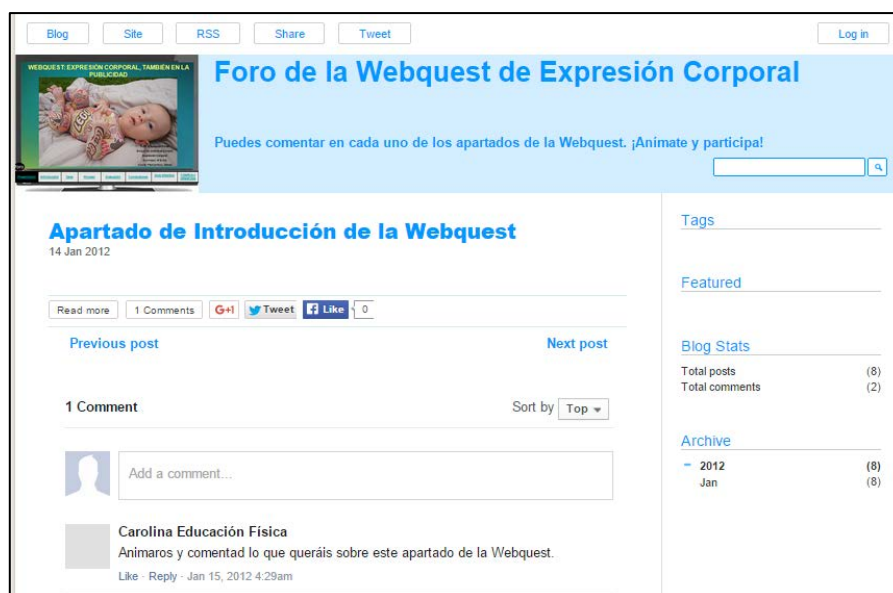 Blog Site RSS Share Tweet Log in
WEBQUEST: EXPRESIÓN CORPORAL, TAMBIÉN EN LA
PUBLICIDAD
Foro de la Webquest de Expresión Corporal
Puedes comentar en cada uno de los apartados de la Webquest. ¡Anímate y participa!
Apartado de Introducción de la Webquest
14 Jan 2012
Read more 1 Comments G+1 Tweet Like 0
Previous post Next post
1 Comment Sort by Top
Add a comment...
Carolina Educación Física
Animaros y comentad lo que queráis sobre este apartado de la Webquest.
Like · Reply · Jan 15, 2012 4:29am
Tags
Featured
Blog Stats
Total posts (8)
Total comments (2)
Archive
2012 (8)
Jan (8)